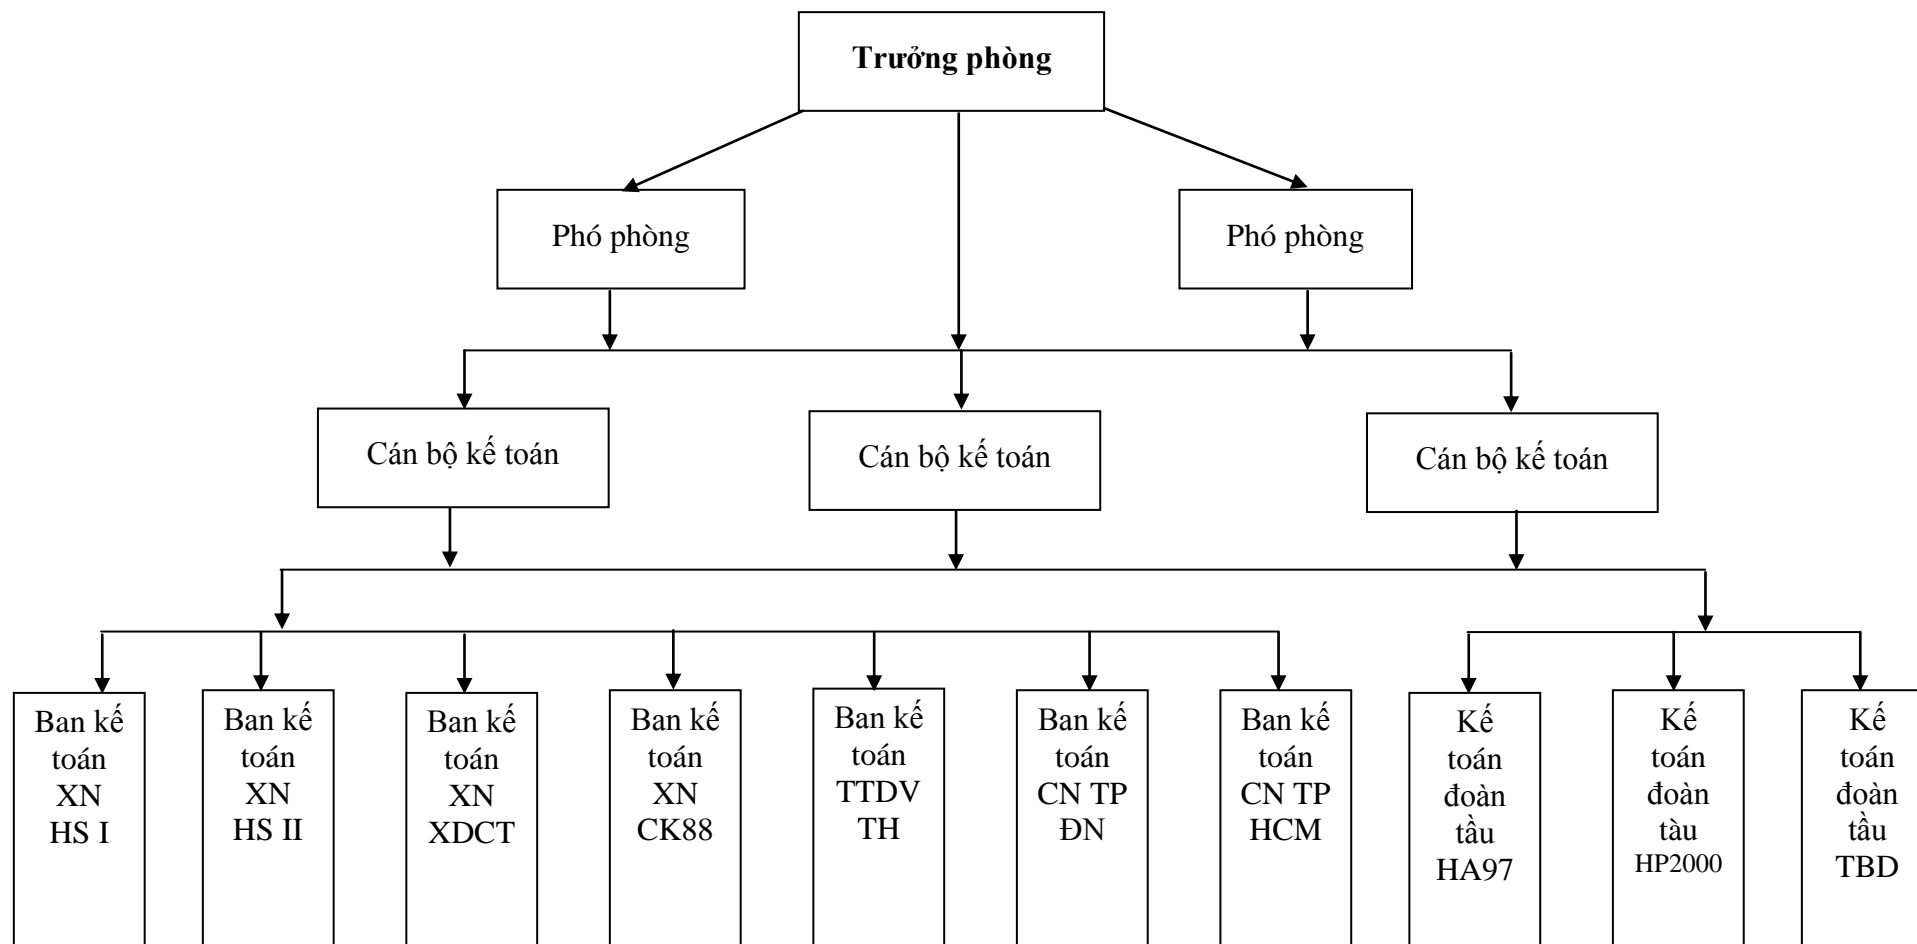 Trưởng phòng
Phó phòng
Phó phòng
Cán bộ kế toán
Cán bộ kế toán
Cán bộ kế toán
Ban kế
toán
XN
HS I
Ban kế
toán
XN
HS II
Ban kế
toán
XN
XDCT
Ban kế
toán
XN
CK88
Ban kế
toán
TTDV
TH
Ban kế
toán
CN TP
ĐN
Ban kế
toán
CN TP
HCM
Kế
toán
đoàn
tầu
HA97
Kế
toán
đoàn
tàu
HP2000
Kế
toán
đoàn
tầu
TBD